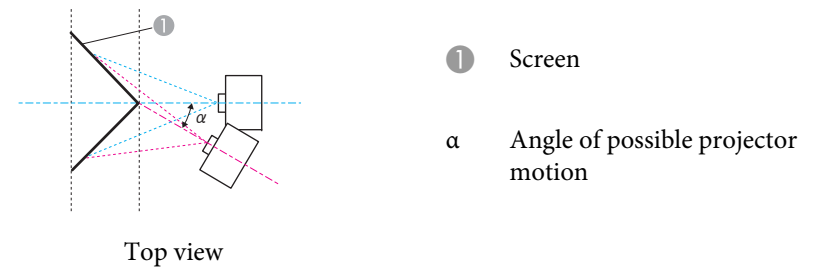 1
α
Top view
1 Screen
α Angle of possible projector
motion